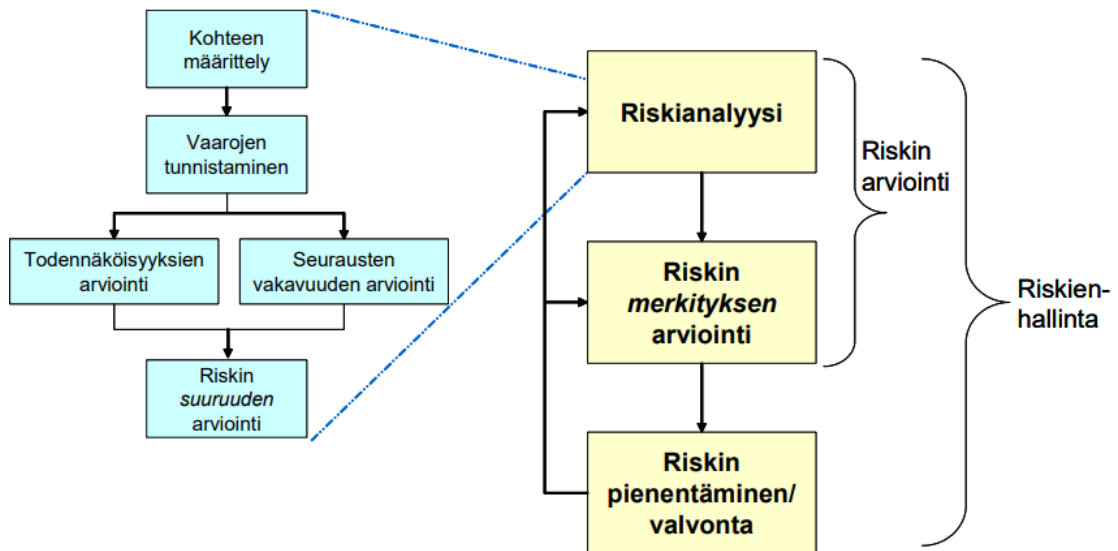 Kohteen
määrittely
Vaarojen
tunnistaminen
Todennäköisyyksien
arviointi
Seurausten
vakavuuden arviointi
Riskin
suuruuden
arviointi
Riskianalyysi
Riskin
merkityksen
arviointi
Riskin
pienentäminen/
valvonta
Riskin
arviointi
Riskien-
hallinta